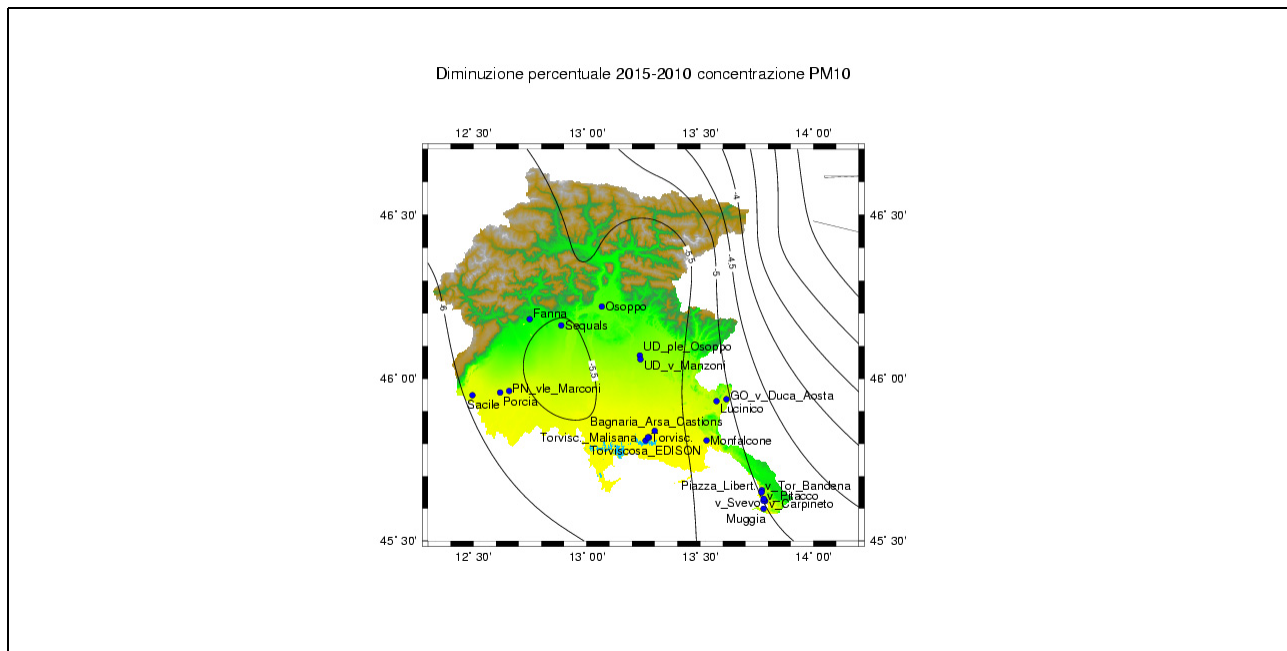 Diminuzione percentuale 2015-2010 concentrazione PM10
12° 30' 13° 00' 13° 30' 14° 00'
-4
46° 30' 46° 30'
-5.5 -5 -4.5
-6
Osoppo
Fanna
Sequals
UD_ple_Osoppo
-5.5
UD_v_Manzoni
46° 00' 46° 00'
PN_vle_Marconi
GO_v_Duca_Aosta
Sacile Porcia
Lucinico
Bagnaria_Arsa_Castions
Torvisc._Malisana Torvisc. Monfalcone
Torviscosa_EDISON
Piazza_Libert. v_Tor_Bandena
v_Pitacco
v_Svevo v_Carpineto
Muggia
45° 30' 45° 30'
12° 30' 13° 00' 13° 30' 14° 00'